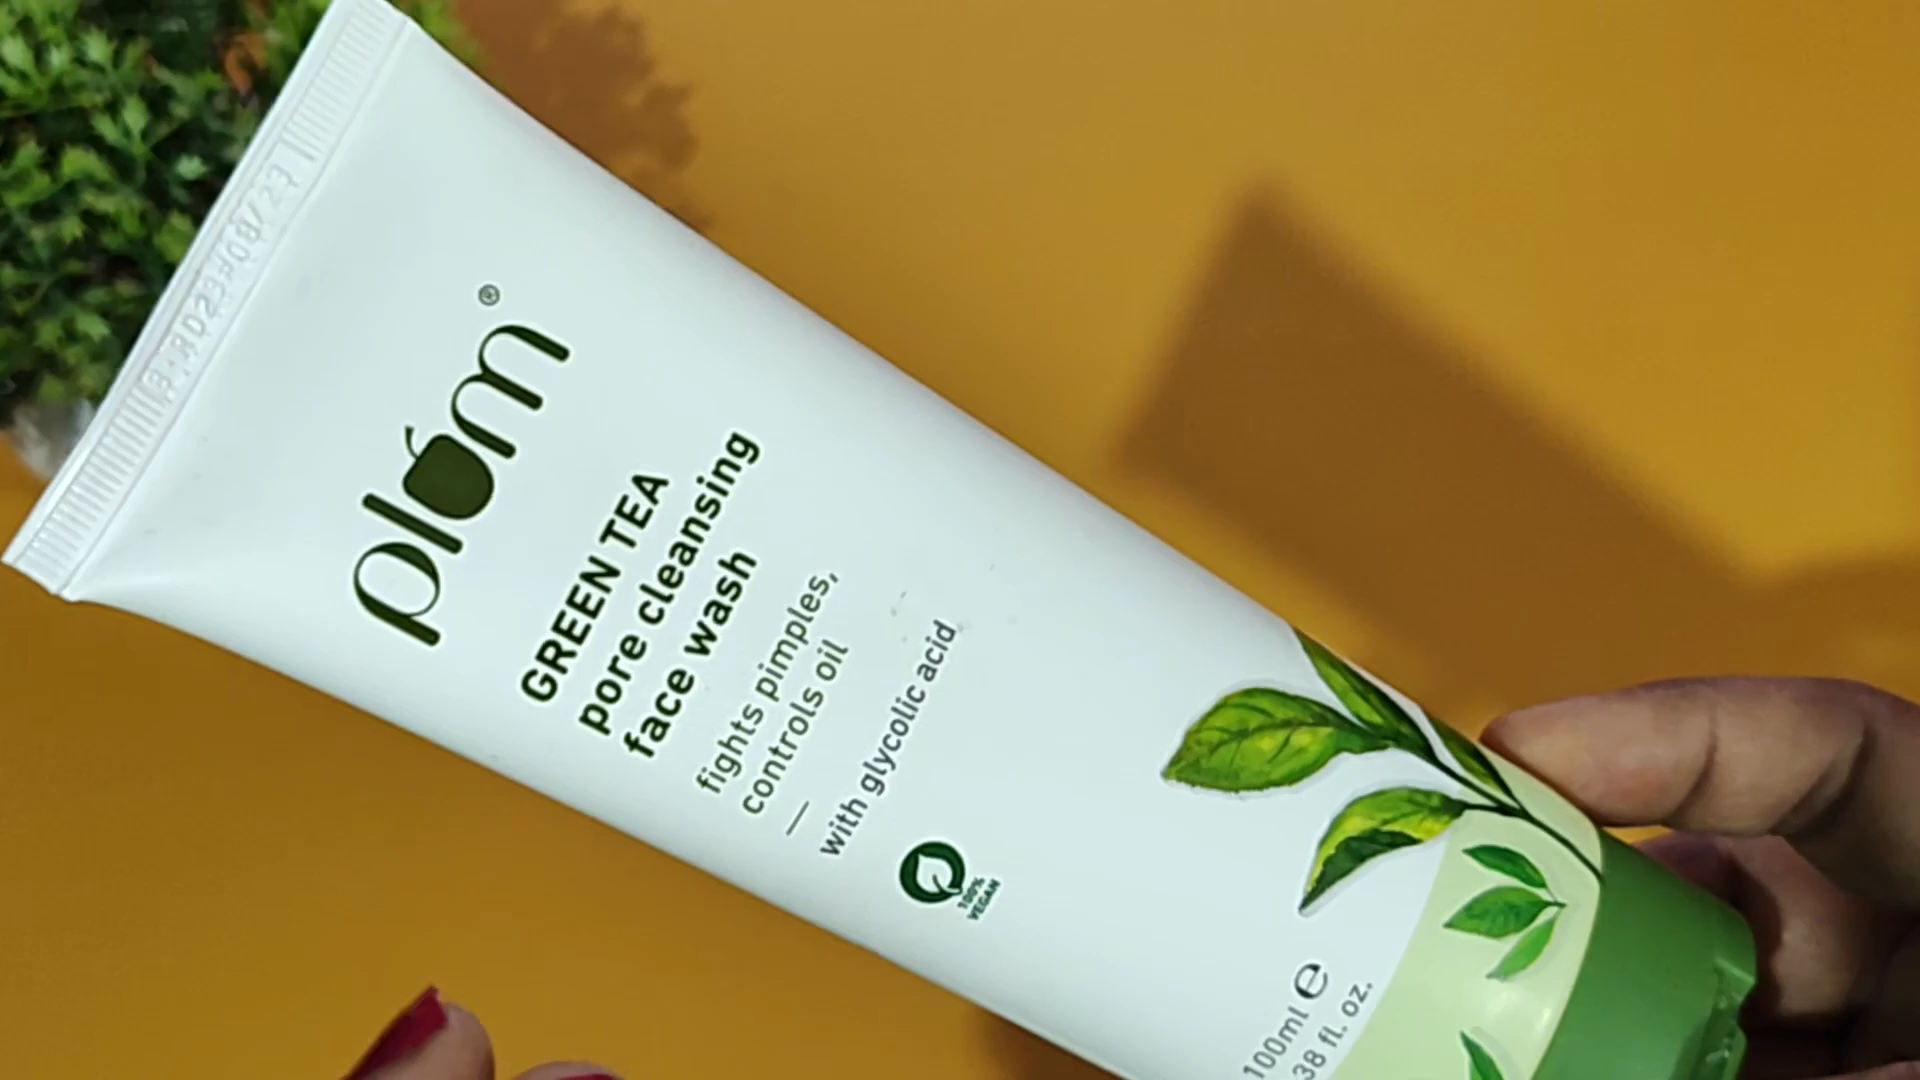 plum®
GREEN TEA
pore cleansing
face wash
fights pimples,
controls oil
—
with glycolic acid
100%
VEGAN
100ml ℮
38 fl. oz.